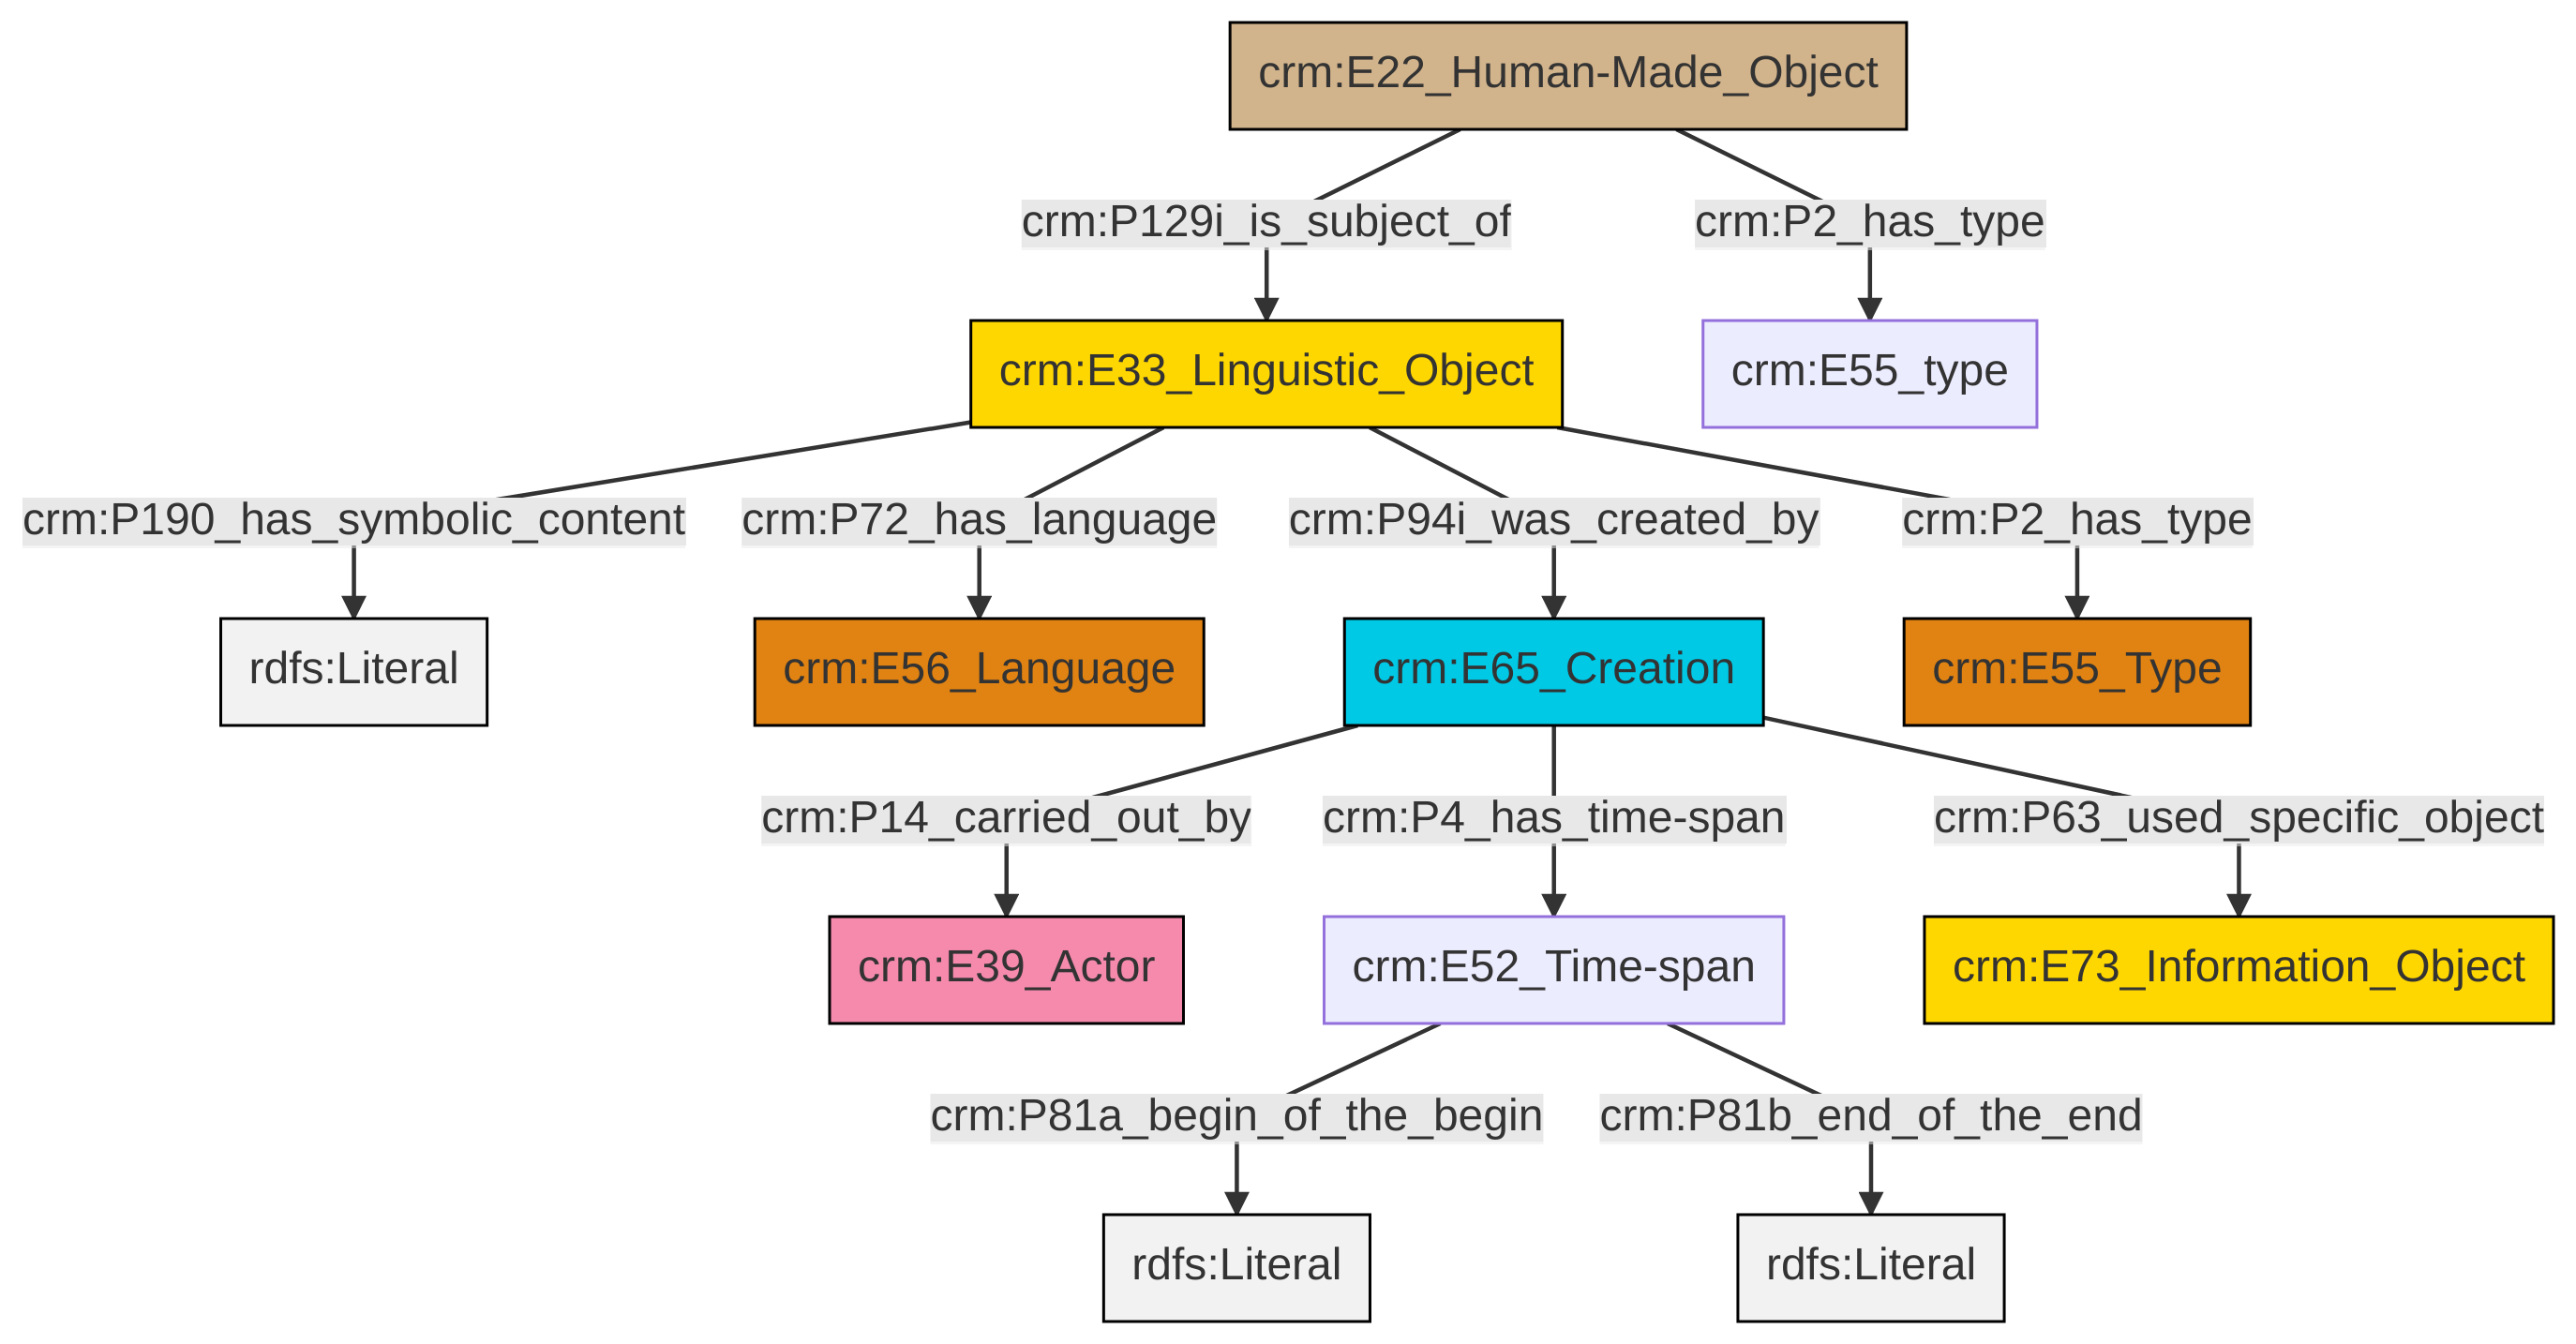 crm:E22_Human-Made_Object
crm:P129i_is_subject_of
crm:P2_has_type
crm:E33_Linguistic_Object
crm:E55_type
crm:P190_has_symbolic_content
crm:P72_has_language
crm:P94i_was_created_by
crm:P2_has_type
rdfs:Literal
crm:E56_Language
crm:E65_Creation
crm:E55_Type
crm:P14_carried_out_by
crm:P4_has_time-span
crm:P63_used_specific_object
crm:E39_Actor
crm:E52_Time-span
crm:E73_Information_Object
crm:P81a_begin_of_the_begin
crm:P81b_end_of_the_end
rdfs:Literal
rdfs:Literal